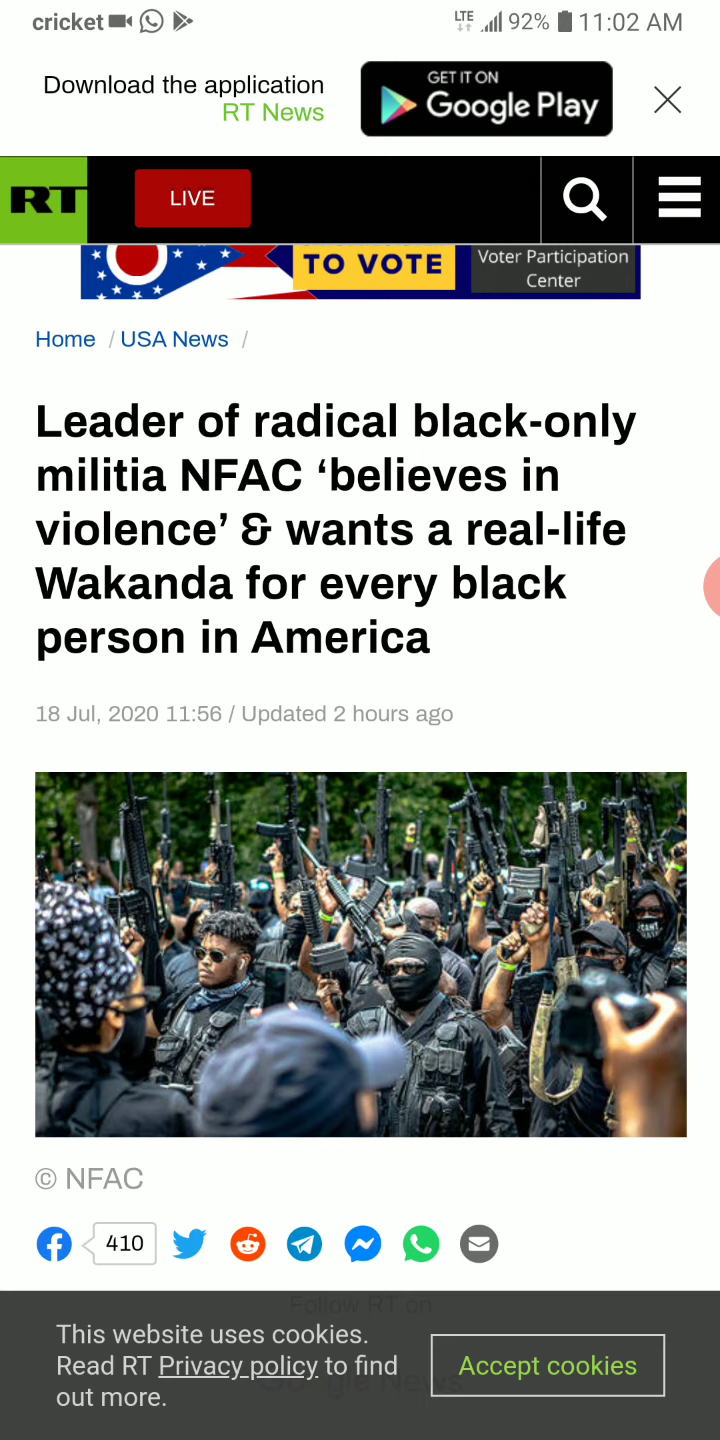 cricket
LTE 92% 11:02 AM
Download the application
RT News
GET IT ON
Google Play
RT
LIVE
TO VOTE
Voter Participation
Center
Home / USA News /
Leader of radical black-only
militia NFAC ‘believes in
violence’ & wants a real-life
Wakanda for every black
person in America
18 Jul, 2020 11:56 / Updated 2 hours ago
© NFAC
410
Follow RT on
This website uses cookies.
Read RT Privacy policy to find
out more.
Accept cookies